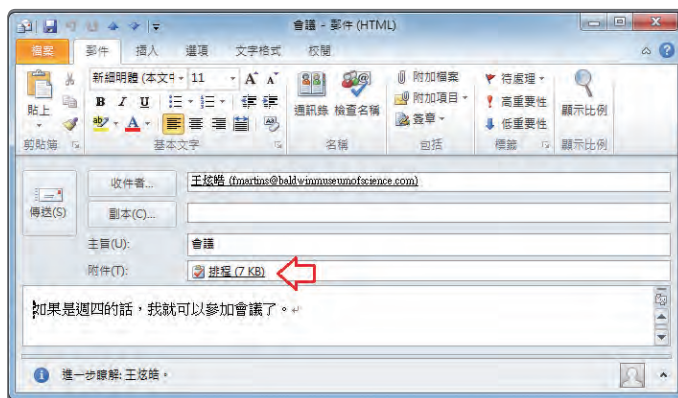 會議 - 郵件 (HTML)
檔案 郵件 插入 選項 文字格式 校閱
新細明體 (本文中 11 A A 附加檔案 待處理
貼上 B I U 通訊錄 檢查名稱 附加項目 高重要性 顯示比例
ab A 簽章 低重要性
剪貼簿 基本文字 名稱 包括 標籤 顯示比例
收件者... 王炫皓 (fmartins@baldwinmuseumofscience.com)
傳送(S) 副本(C)...
主旨(U): 會議
附件(T): 排程 (7 KB)
如果是週四的話，我就可以參加會議了。
進一步瞭解: 王炫皓。